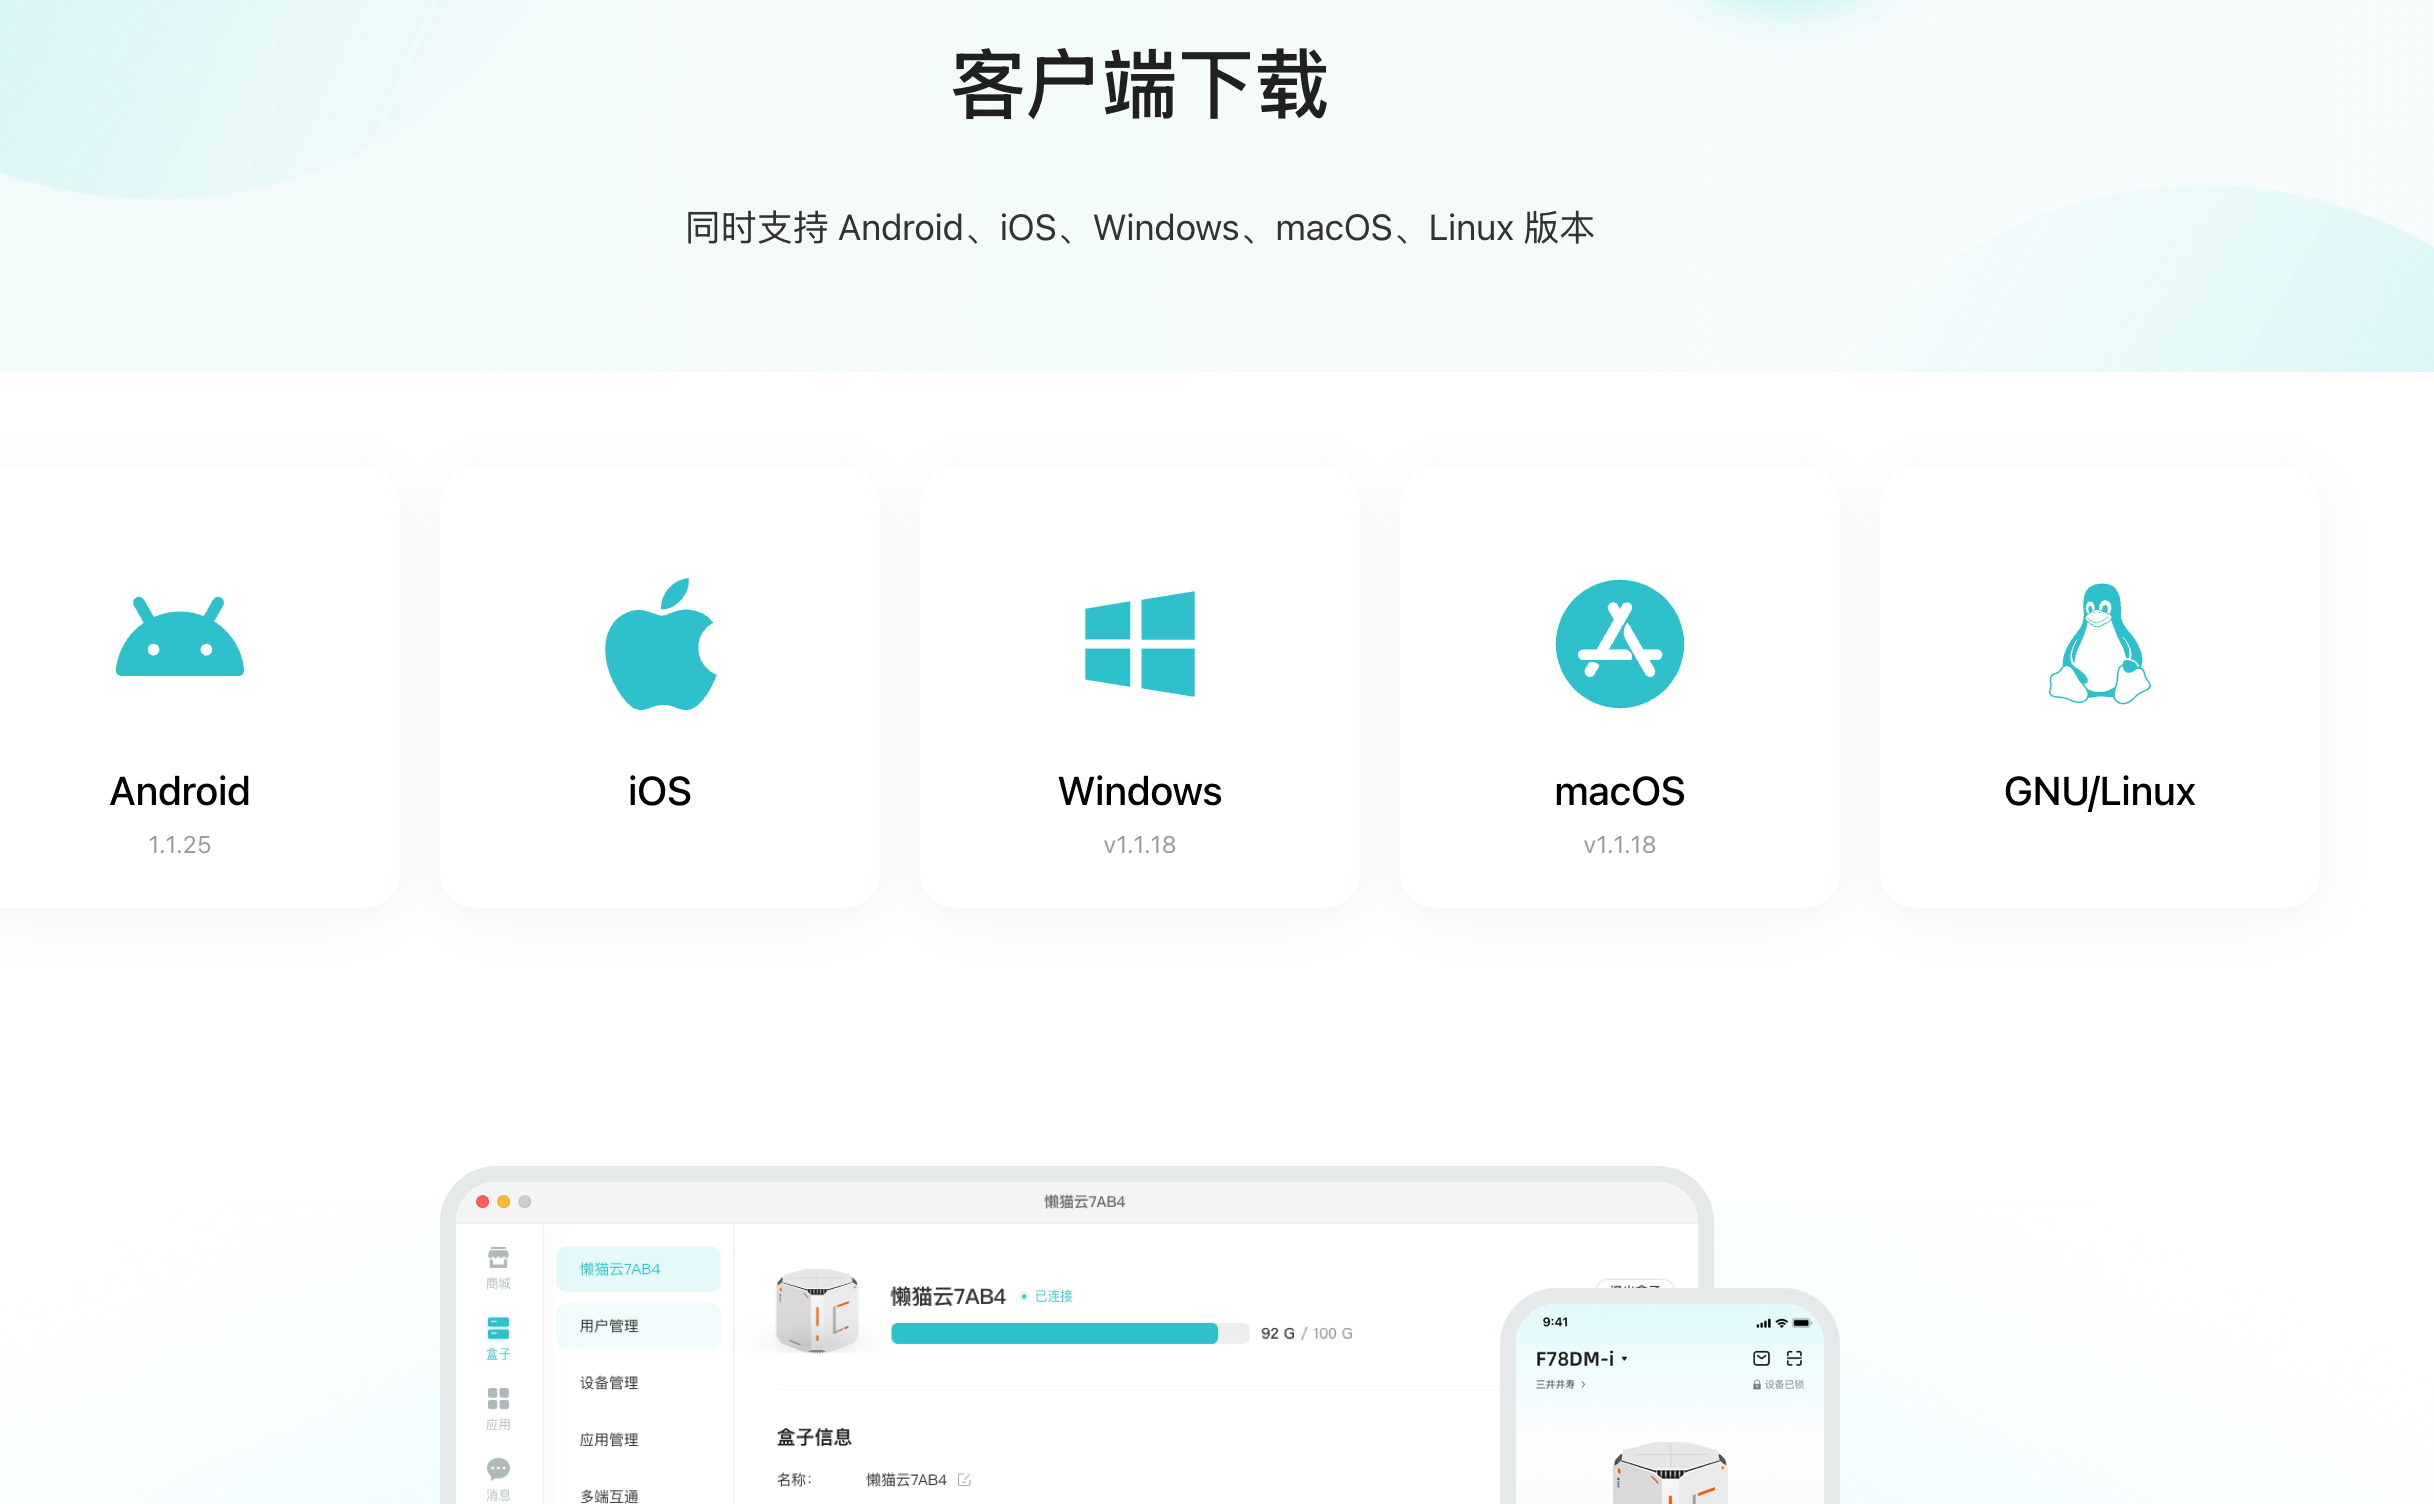 客户端下载
同时支持 Android、iOS、Windows、macOS、Linux 版本
Android
1.1.25
iOS
Windows
v1.1.18
macOS
v1.1.18
GNU/Linux
懒猫云7AB4
商城
盒子
应用
消息
懒猫云7AB4
用户管理
设备管理
应用管理
多端互通
懒猫云7AB4 已连接
92 G / 100 G
盒子信息
名称： 懒猫云7AB4
9:41
F78DM-i
三井井寿
设备已锁